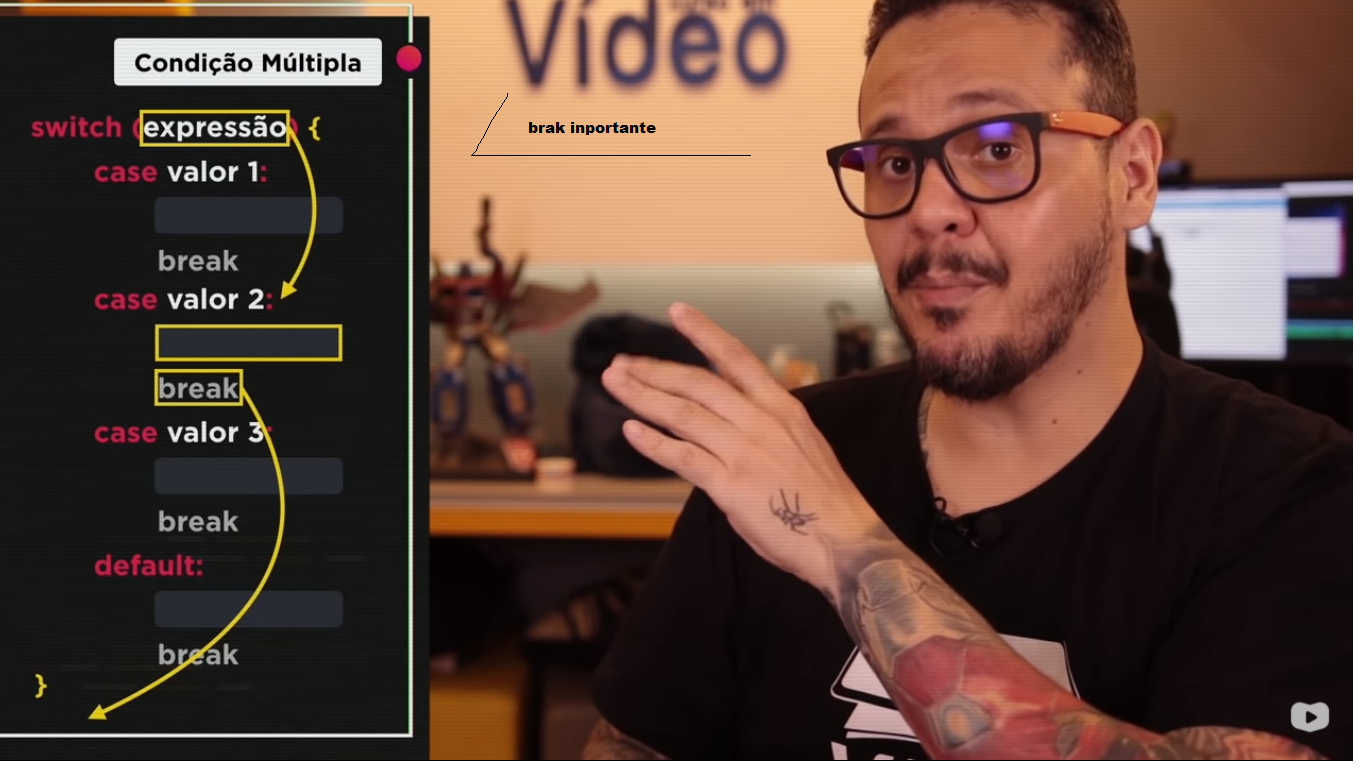 Condição Múltipla
switch (expressão) {
case valor 1:
break
case valor 2:
break
case valor 3:
break
default:
break
}
Vídeo
brak inportante